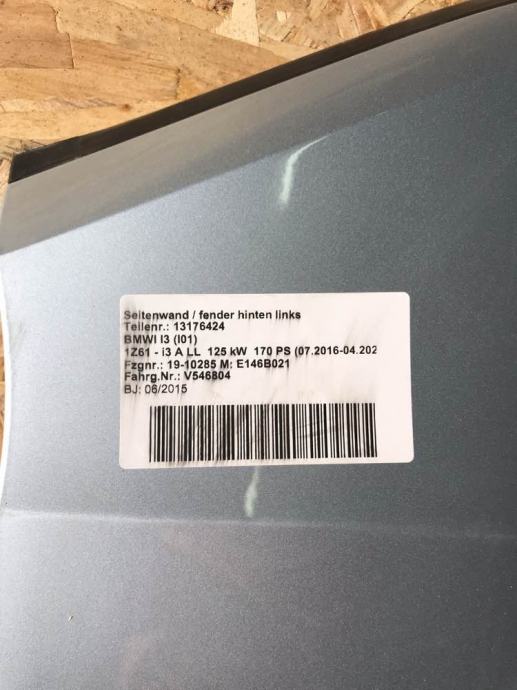 Seitenwand / fender hinten links
Teilenr.: 13176424
BMWI I3 (I01)
1Z61 - i3 A LL 125 kW 170 PS (07.2016-04.202
Fzgnr.: 19-10285 M: E146B021
Fahrg.Nr.: V546804
BJ: 06/2015